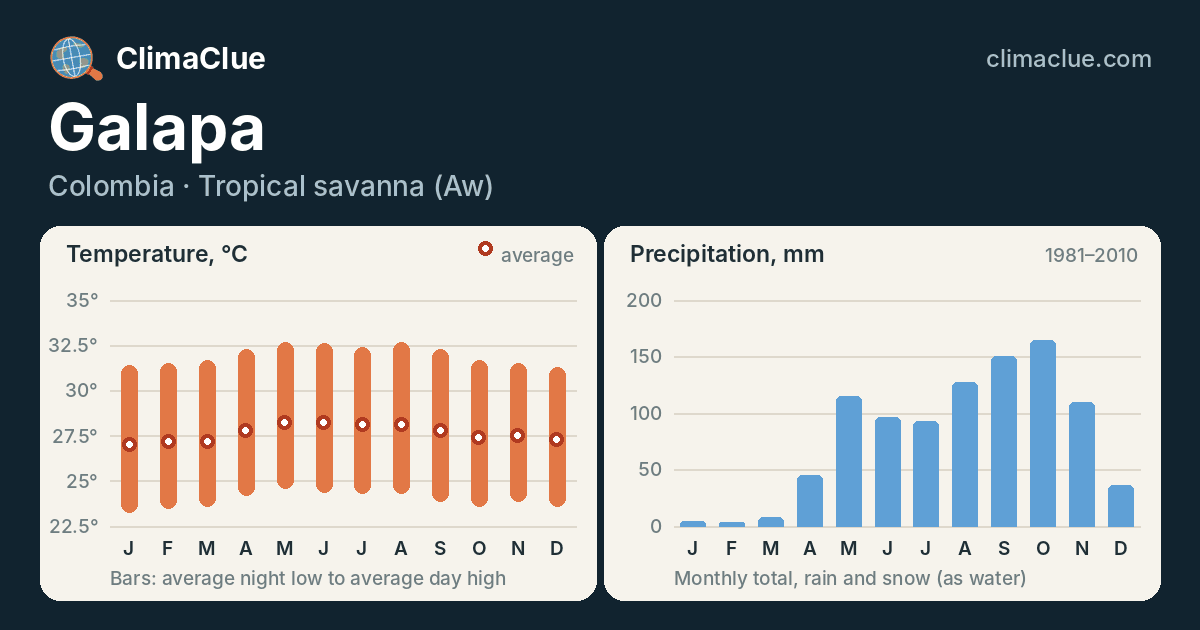 ClimaClue
climaclue.com
Galapa
Colombia · Tropical savanna (Aw)
Temperature, °C
average
35°
32.5°
30°
27.5°
25°
22.5°
J F M A M J J A S O N D
Bars: average night low to average day high
Precipitation, mm
1981–2010
200
150
100
50
0
J F M A M J J A S O N D
Monthly total, rain and snow (as water)